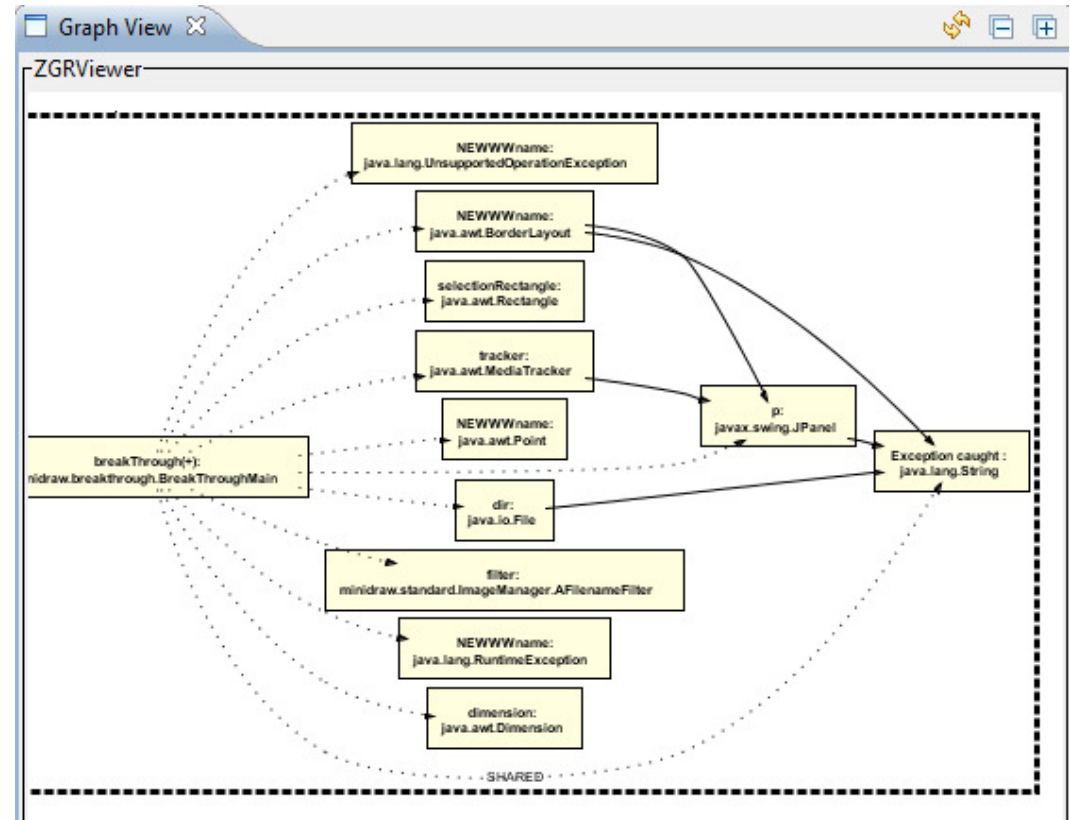 Graph View
ZGRViewer
NEWWWname:
java.lang.UnsupportedOperationException
NEWWWname:
java.awt.BorderLayout
selectionRectangle:
java.awt.Rectangle
tracker:
java.awt.MediaTracker
NEWWWname:
java.awt.Point
p:
javax.swing.JPanel
Exception caught :
java.lang.String
breakThrough(+):
nidraw.breakthrough.BreakThroughMain
dir:
java.io.File
filter:
minidraw.standard.ImageManager.AFilenameFilter
NEWWWname:
java.lang.RuntimeException
dimension:
java.awt.Dimension
SHARED